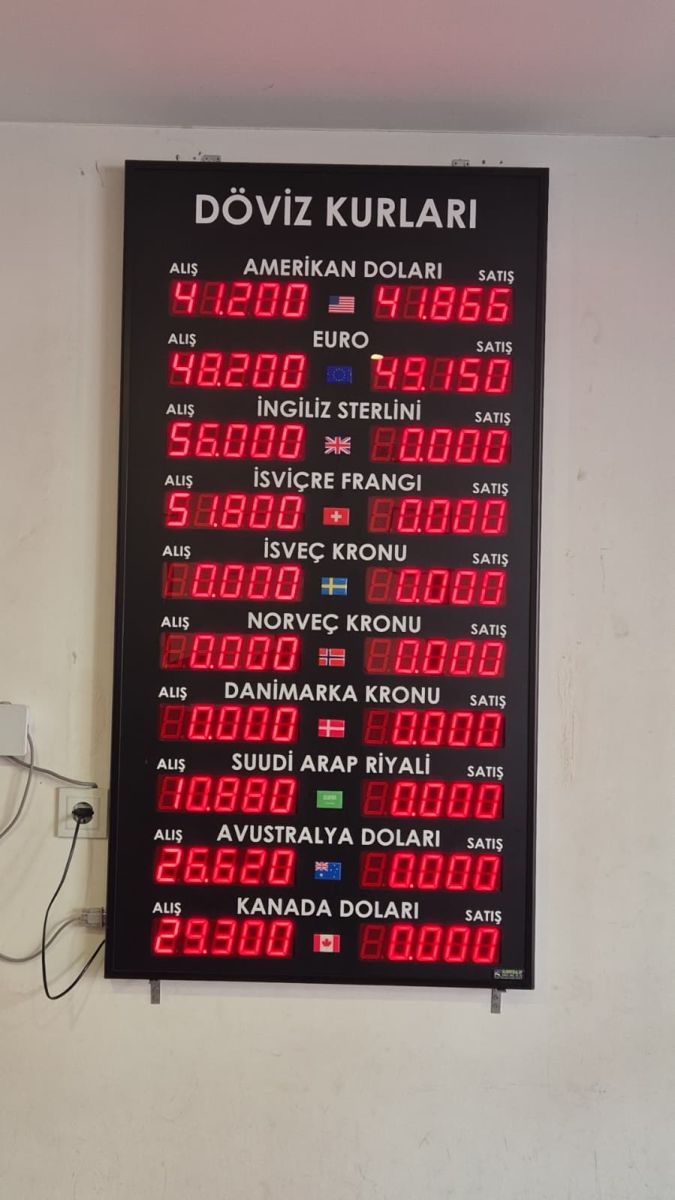 DÖVİZ KURLARI
ALIŞ AMERİKAN DOLARI SATIŞ
41.200 41.866
ALIŞ EURO SATIŞ
48.200 49.150
ALIŞ İNGİLİZ STERLİNİ SATIŞ
56.000 0.000
ALIŞ İSVİÇRE FRANGI SATIŞ
51.800 0.000
ALIŞ İSVEÇ KRONU SATIŞ
0.000 0.000
ALIŞ NORVEÇ KRONU SATIŞ
0.000 0.000
ALIŞ DANİMARKA KRONU SATIŞ
0.000 0.000
ALIŞ SUUDİ ARAP RİYALİ SATIŞ
10.880 0.000
ALIŞ AVUSTRALYA DOLARI SATIŞ
26.620 0.000
ALIŞ KANADA DOLARI SATIŞ
29.300 0.000